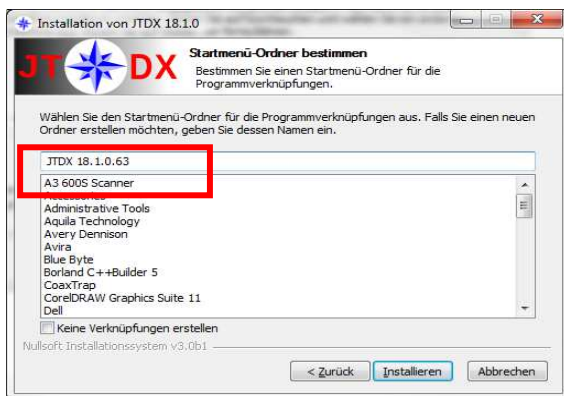 Installation von JTDX 18.1.0
JTDX
Startmenü-Ordner bestimmen
Bestimmen Sie einen Startmenü-Ordner für die
Programmverknüpfungen.
Wählen Sie den Startmenü-Ordner für die Programmverknüpfungen aus. Falls Sie einen neuen
Ordner erstellen möchten, geben Sie dessen Namen ein.
JTDX 18.1.0.63
A3 600S Scanner
Administrative Tools
Aquila Technology
Avery Dennison
Avira
Blue Byte
Borland C++Builder 5
CoaxTrap
CorelDRAW Graphics Suite 11
Dell
Keine Verknüpfungen erstellen
Nullsoft Installationssystem v3.0b1
< Zurück
Installieren
Abbrechen